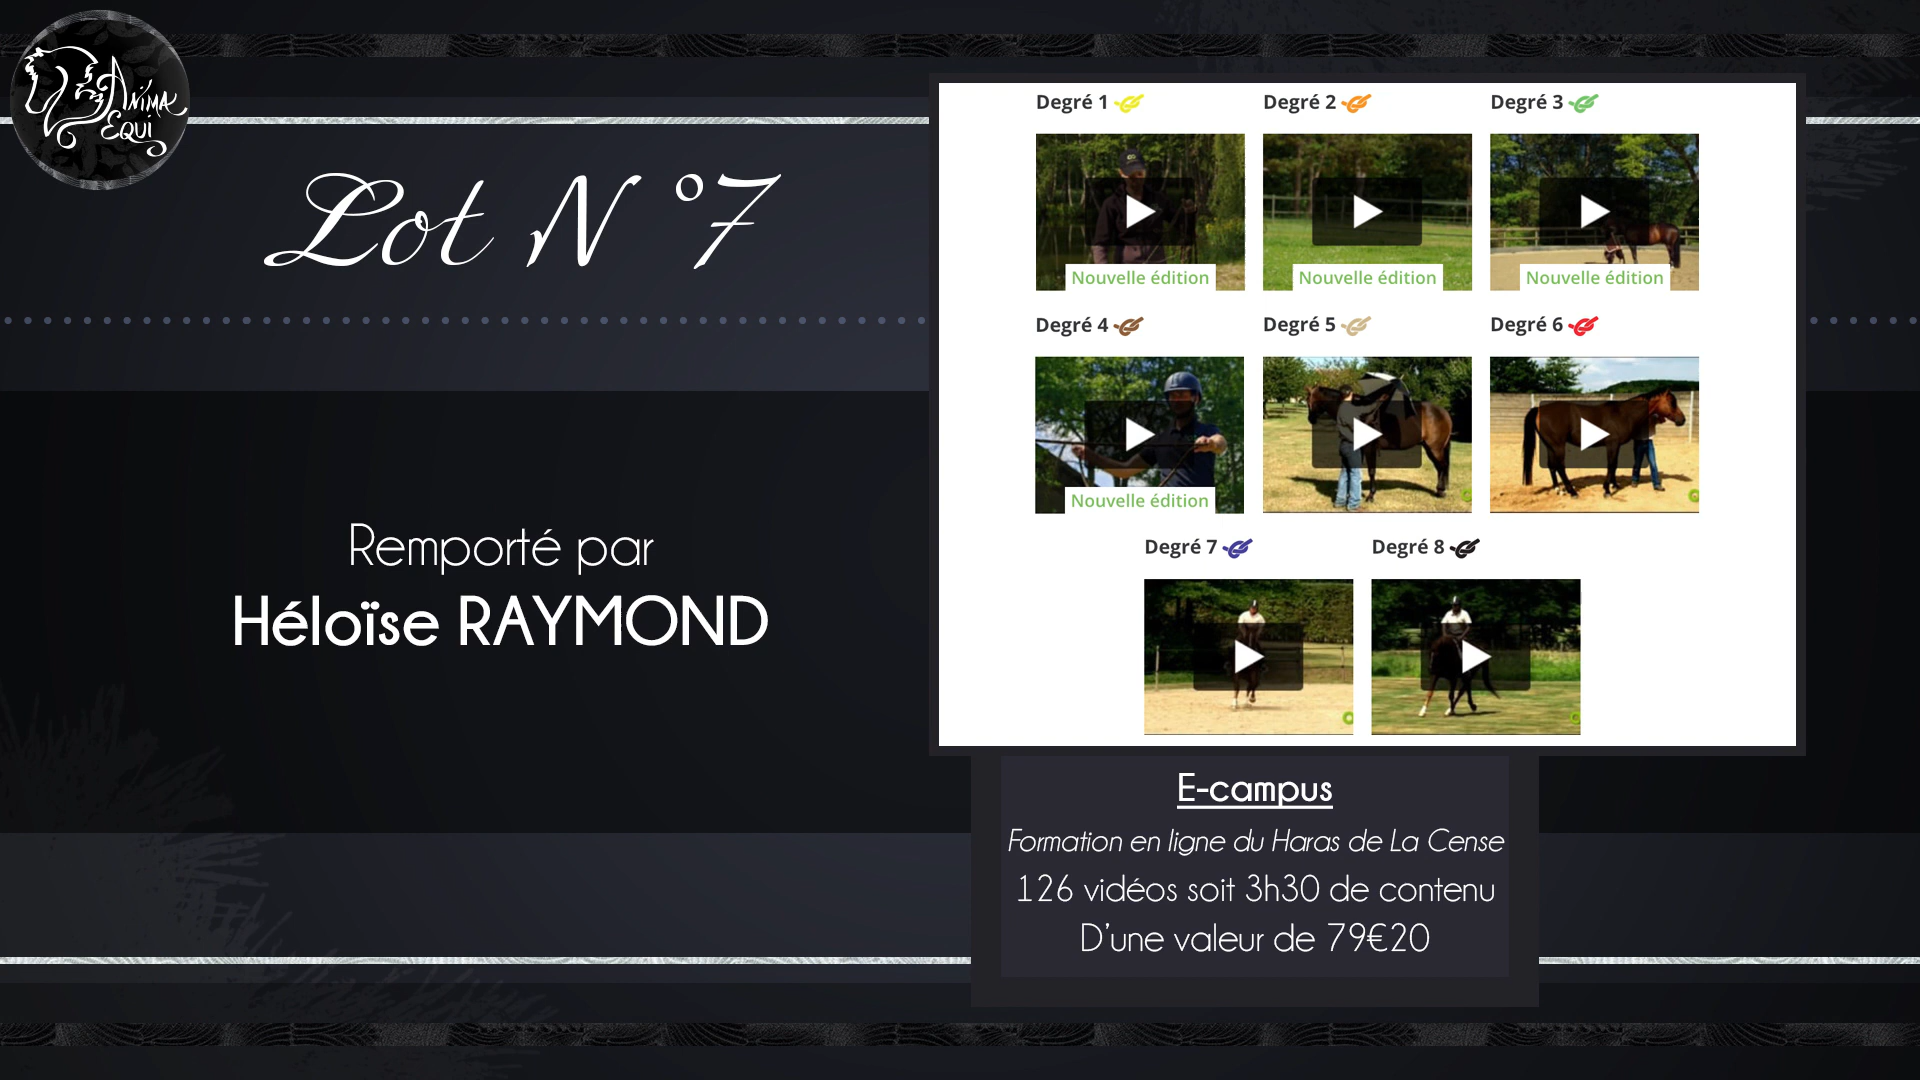 Anima
Equi
Lot N°7
Remporté par
Héloïse RAYMOND
Degré 1
Degré 2
Degré 3
Nouvelle édition
Nouvelle édition
Nouvelle édition
Degré 4
Degré 5
Degré 6
Nouvelle édition
Degré 7
Degré 8
E-campus
Formation en ligne du Haras de La Cense
126 vidéos soit 3h30 de contenu
D'une valeur de 79€20